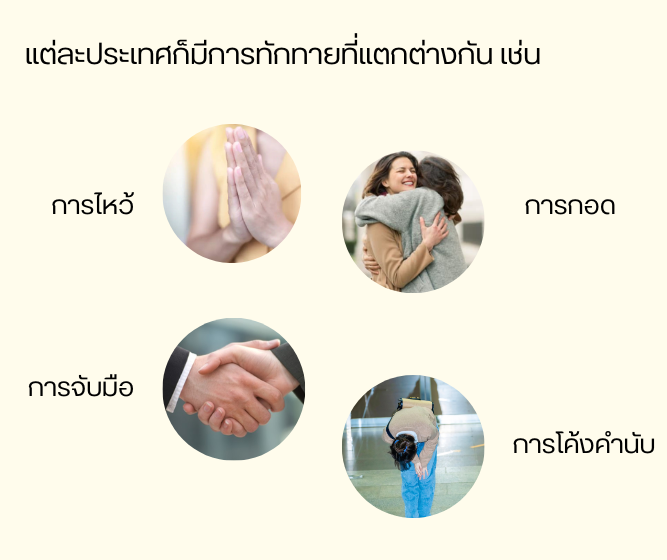 แต่ละประเทศก็มีการทักทายที่แตกต่างกัน เช่น
การไหว้
การกอด
การจับมือ
การโค้งคำนับ